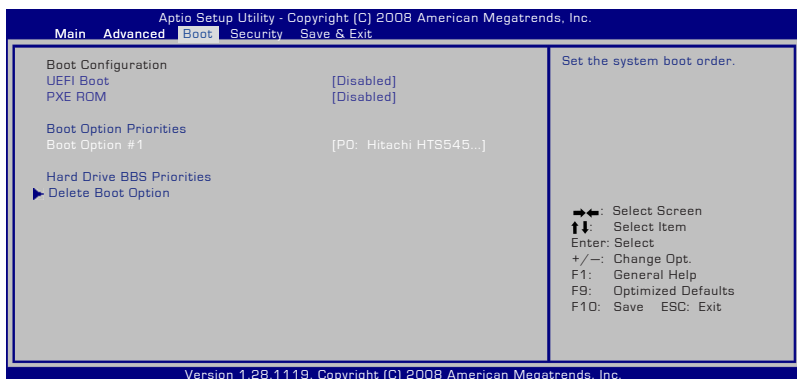 Aptio Setup Utility - Copyright (C) 2008 American Megatrends, Inc.
Main Advanced Boot Security Save & Exit
Boot Configuration
UEFI Boot [Disabled]
PXE ROM [Disabled]
Boot Option Priorities
Boot Option #1 [P0: Hitachi HTS545...]
Hard Drive BBS Priorities
Delete Boot Option
Set the system boot order.
→←: Select Screen
↑↓: Select Item
Enter: Select
+/—: Change Opt.
F1: General Help
F9: Optimized Defaults
F10: Save ESC: Exit
Version 1.28.1119. Copyright (C) 2008 American Megatrends, Inc.